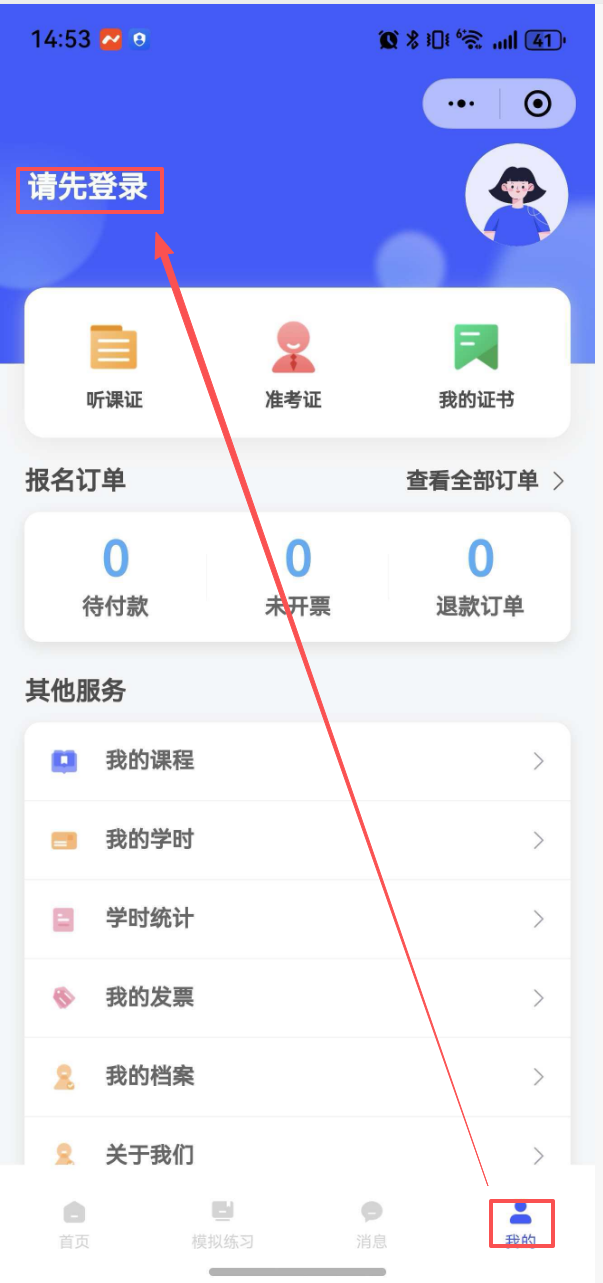 14:53
41
请先登录
听课证 准考证 我的证书
报名订单 查看全部订单
0 0 0
待付款 未开票 退款订单
其他服务
我的课程
我的学时
学时统计
我的发票
我的档案
关于我们
首页 模拟练习 消息 我的